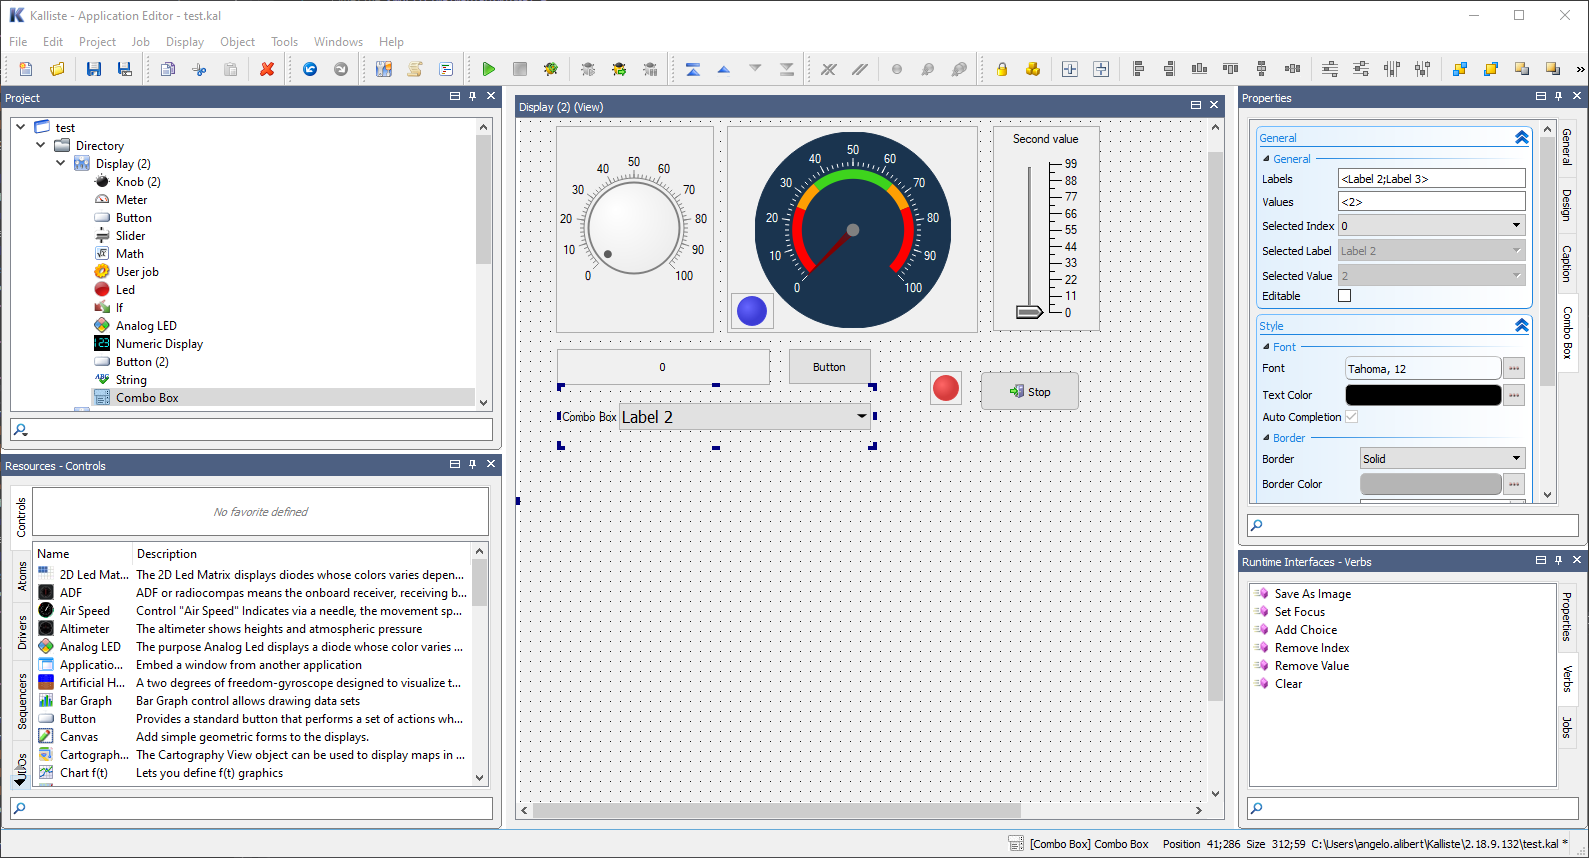 Kalliste - Application Editor - test.kal
File Edit Project Job Display Object Tools Windows Help
Project
test
Directory
Display (2)
Knob (2)
Meter
Button
Slider
Math
User job
Led
If
Analog LED
Numeric Display
Button (2)
String
Combo Box
Resources - Controls
Controls
Atoms
Drivers
Sequencers
No favorite defined
Name Description
2D Led Mat... The 2D Led Matrix displays diodes whose colors varies depen...
ADF ADF or radiocompas means the onboard receiver, receiving b...
Air Speed Control "Air Speed" Indicates via a needle, the movement sp...
Altimeter The altimeter shows heights and atmospheric pressure
Analog LED The purpose Analog Led displays a diode whose color varies ...
Applicatio... Embed a window from another application
Artificial H... A two degrees of freedom-gyroscope designed to visualize t...
Bar Graph Bar Graph control allows drawing data sets
Button Provides a standard button that performs a set of actions wh...
Canvas Add simple geometric forms to the displays.
Cartograph... The Cartography View object can be used to display maps in ...
Chart f(t) Lets you define f(t) graphics
Display (2) (View)
0 10 20 30 40 50 60 70 80 90 100
0 10 20 30 40 50 60 70 80 90 100
Second value
99
88
77
66
55
44
33
22
11
0
0
Button
Stop
Combo Box Label 2
Properties
General
General
Labels <Label 2;Label 3>
Values <2>
Selected Index 0
Selected Label Label 2
Selected Value 2
Editable
Style
Font
Font Tahoma, 12
Text Color
Auto Completion
Border
Border Solid
Border Color
General
Design
Caption
Combo Box
Runtime Interfaces - Verbs
Save As Image
Set Focus
Add Choice
Remove Index
Remove Value
Clear
Properties
Verbs
Jobs
[Combo Box] Combo Box Position 41;286 Size 312;59 C:\Users\angelo.alibert\Kalliste\2.18.9.132\test.kal *